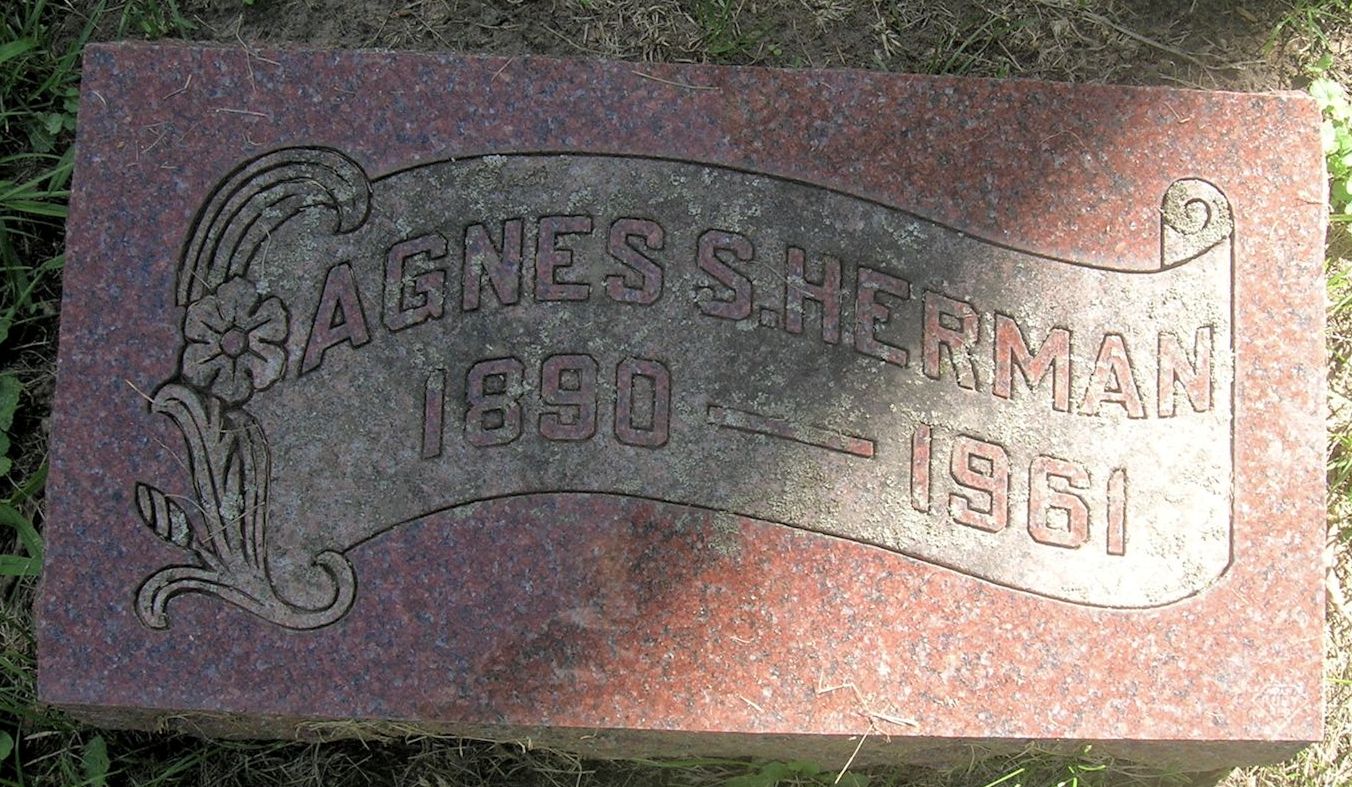 AGNES S. HERMAN
1890 — 1961